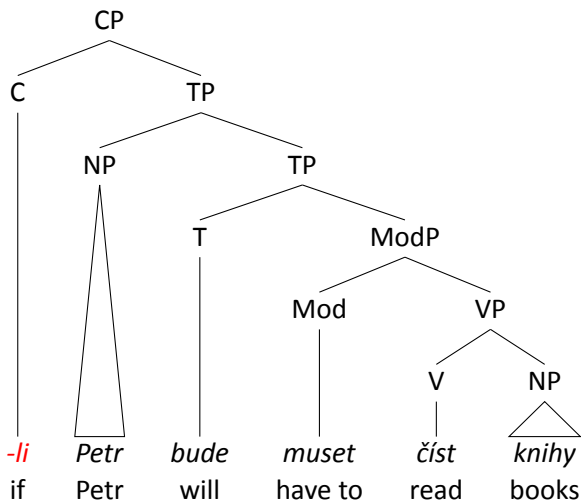 CP
C TP
NP TP
T ModP
Mod VP
V NP
-li Petr bude muset číst knihy
if Petr will have to read books